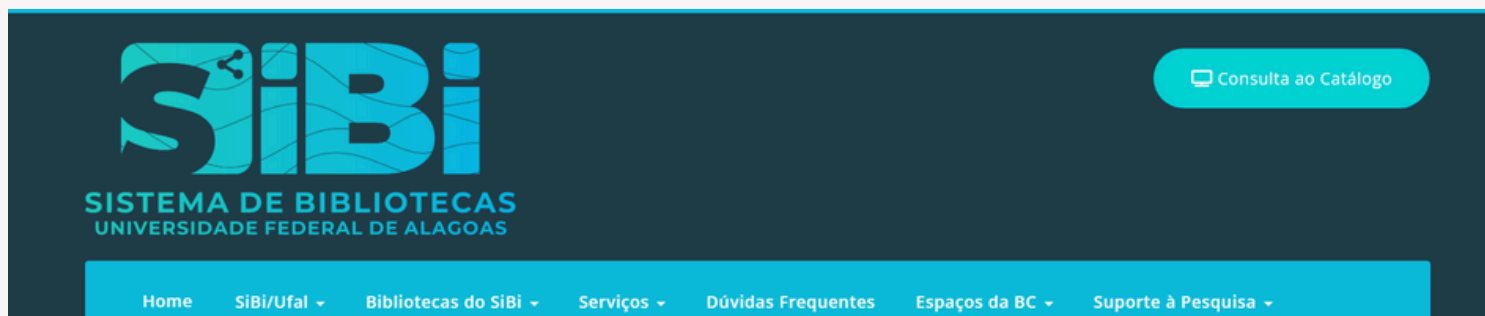 SiBi
Consulta ao Catálogo
SISTEMA DE BIBLIOTECAS
UNIVERSIDADE FEDERAL DE ALAGOAS
Home SiBi/Ufal Bibliotecas do SiBi Serviços Dúvidas Frequentes Espaços da BC Suporte à Pesquisa